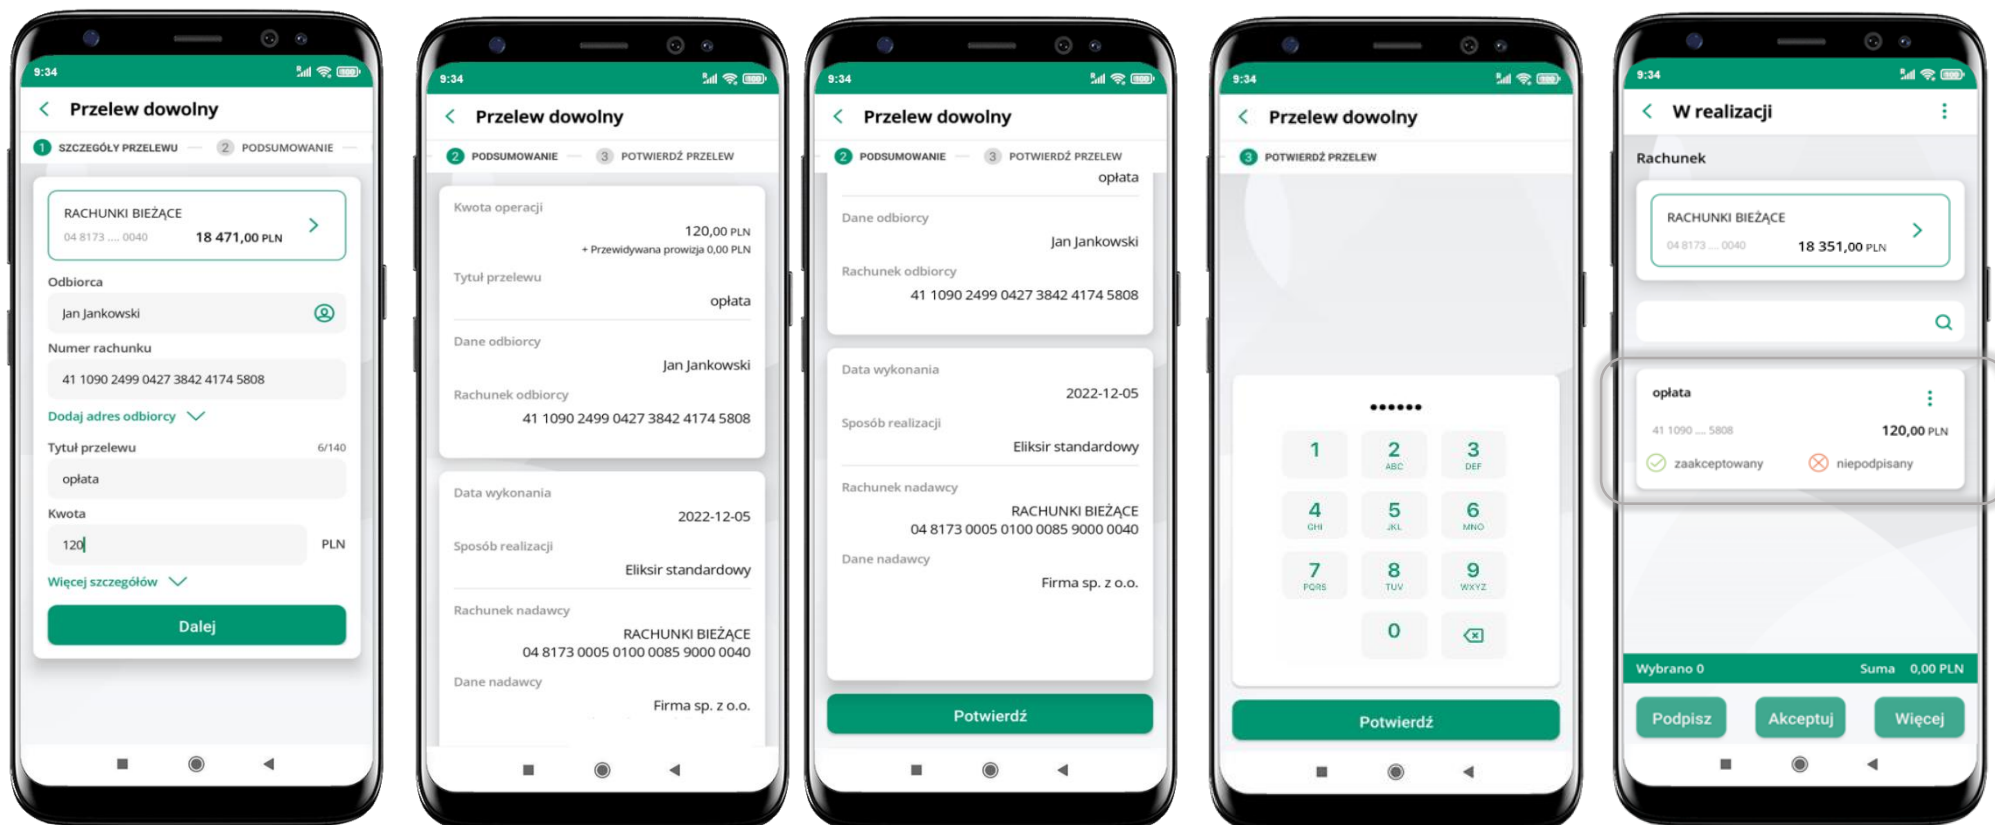 9:34
Przelew dowolny
1 SZCZEGÓŁY PRZELEWU 2 PODSUMOWANIE
RACHUNKI BIEŻĄCE
04 8173 .... 0040 18 471,00 PLN
Odbiorca
Jan Jankowski
Numer rachunku
41 1090 2499 0427 3842 4174 5808
Dodaj adres odbiorcy
Tytuł przelewu 6/140
opłata
Kwota
120 PLN
Więcej szczegółów
Dalej
9:34
Przelew dowolny
2 PODSUMOWANIE 3 POTWIERDŹ PRZELEW
Kwota operacji
120,00 PLN
+ Przewidywana prowizja 0,00 PLN
Tytuł przelewu
opłata
Dane odbiorcy
Jan Jankowski
Rachunek odbiorcy
41 1090 2499 0427 3842 4174 5808
Data wykonania
2022-12-05
Sposób realizacji
Eliksir standardowy
Rachunek nadawcy
RACHUNKI BIEŻĄCE
04 8173 0005 0100 0085 9000 0040
Dane nadawcy
Firma sp. z o.o.
9:34
Przelew dowolny
2 PODSUMOWANIE 3 POTWIERDŹ PRZELEW
opłata
Dane odbiorcy
Jan Jankowski
Rachunek odbiorcy
41 1090 2499 0427 3842 4174 5808
Data wykonania
2022-12-05
Sposób realizacji
Eliksir standardowy
Rachunek nadawcy
RACHUNKI BIEŻĄCE
04 8173 0005 0100 0085 9000 0040
Dane nadawcy
Firma sp. z o.o.
Potwierdź
9:34
Przelew dowolny
3 POTWIERDŹ PRZELEW
1 2 3
ABC DEF
4 5 6
GHI JKL MNO
7 8 9
PQRS TUV WXYZ
0
Potwierdź
9:34
W realizacji
Rachunek
RACHUNKI BIEŻĄCE
04 8173 .... 0040 18 351,00 PLN
opłata
41 1090 .... 5808 120,00 PLN
zaakceptowany niepodpisany
Wybrano 0 Suma 0,00 PLN
Podpisz Akceptuj Więcej